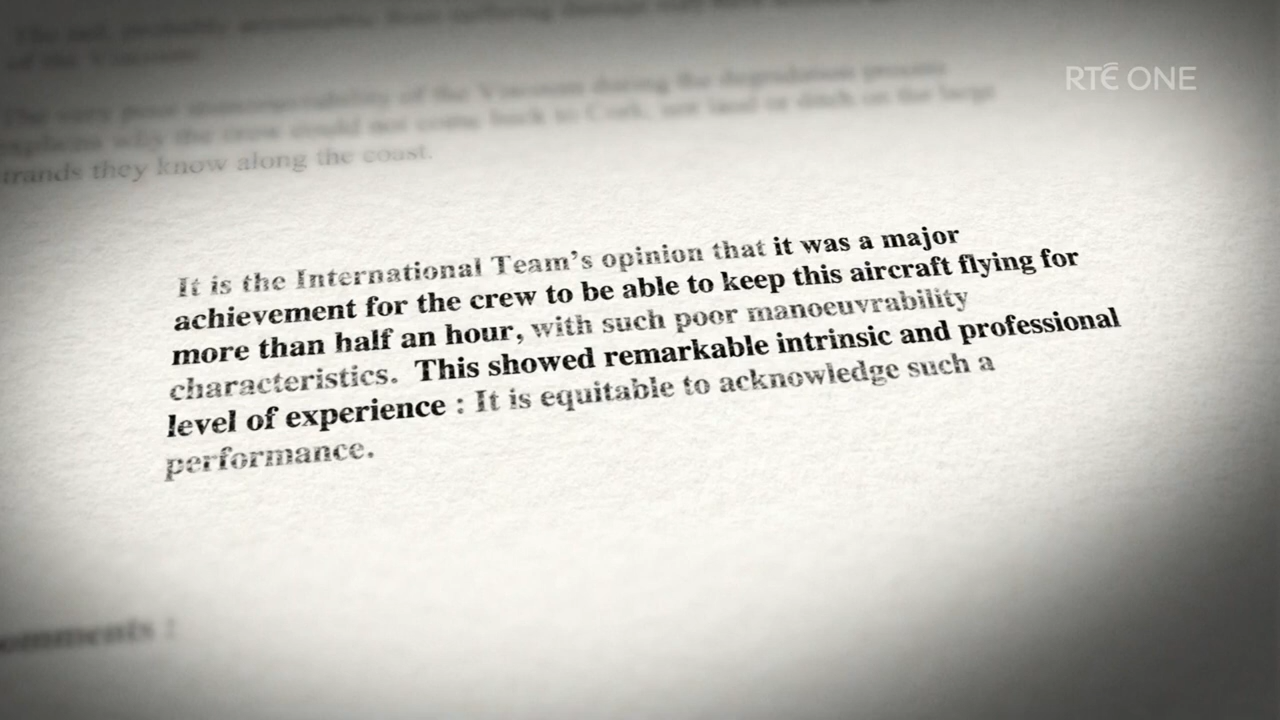 RTÉ ONE
The very poor manoeuvrability of the Viscount during the degradation process
explains why the crew could not come back to Cork, nor land or ditch on the large
trands they know along the coast.
It is the International Team's opinion that it was a major
achievement for the crew to be able to keep this aircraft flying for
more than half an hour, with such poor manoeuvrability
characteristics. This showed remarkable intrinsic and professional
level of experience : It is equitable to acknowledge such a
performance.
omments :